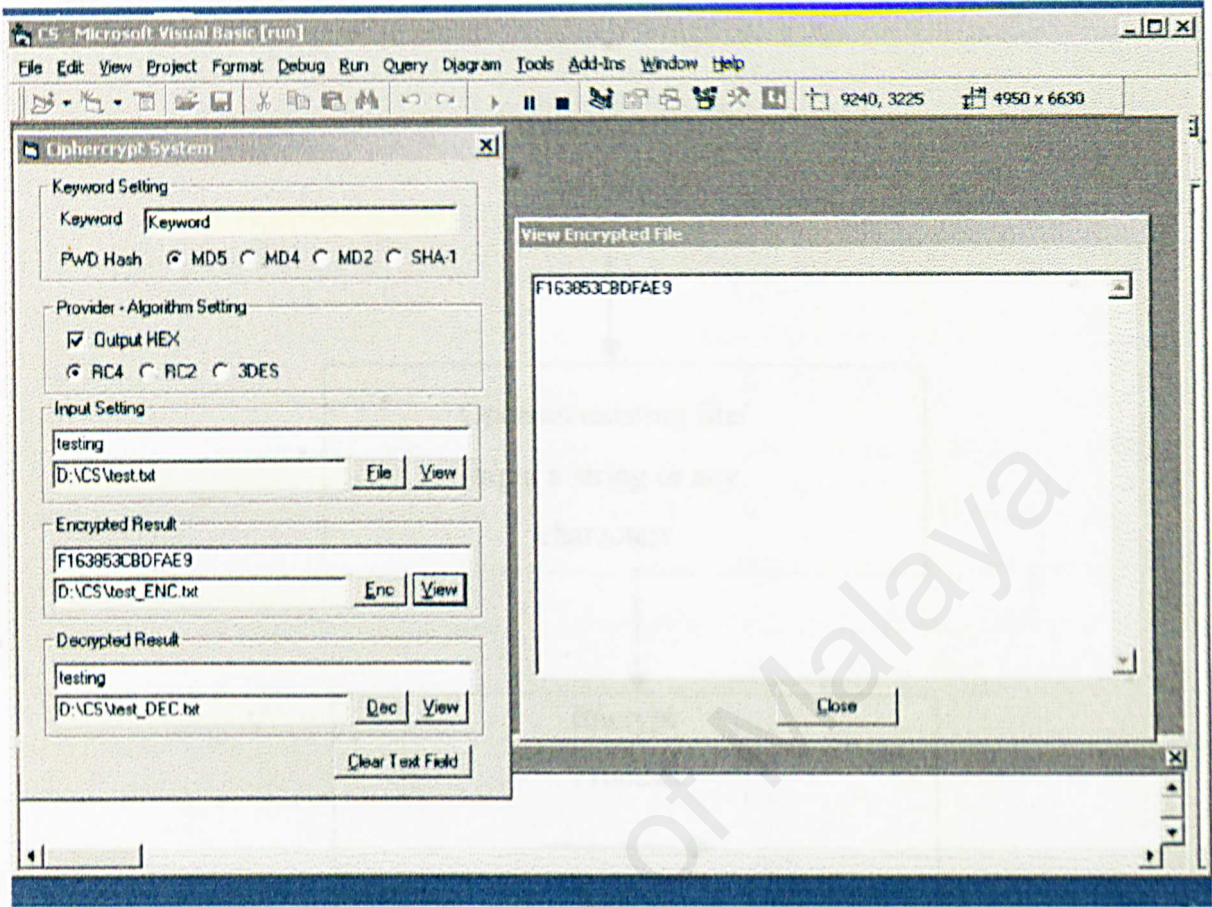 CS - Microsoft Visual Basic [run]
File Edit View Project Format Debug Run Query Diagram Tools Add-Ins Window Help
9240, 3225 4950 x 6630
Ciphercrypt System
Keyword Setting
Keyword Keyword
PWD Hash MD5 MD4 MD2 SHA-1
Provider - Algorithm Setting
Output HEX
RC4 RC2 3DES
Input Setting
testing
D:\CS\test.txt File View
Encrypted Result
F163853CBDFAE9
D:\CS\test_ENC.txt Enc View
Decrypted Result
testing
D:\CS\test_DEC.txt Dec View
Clear Text Field
View Encrypted File
F163853CBDFAE9
Close
of Malaya